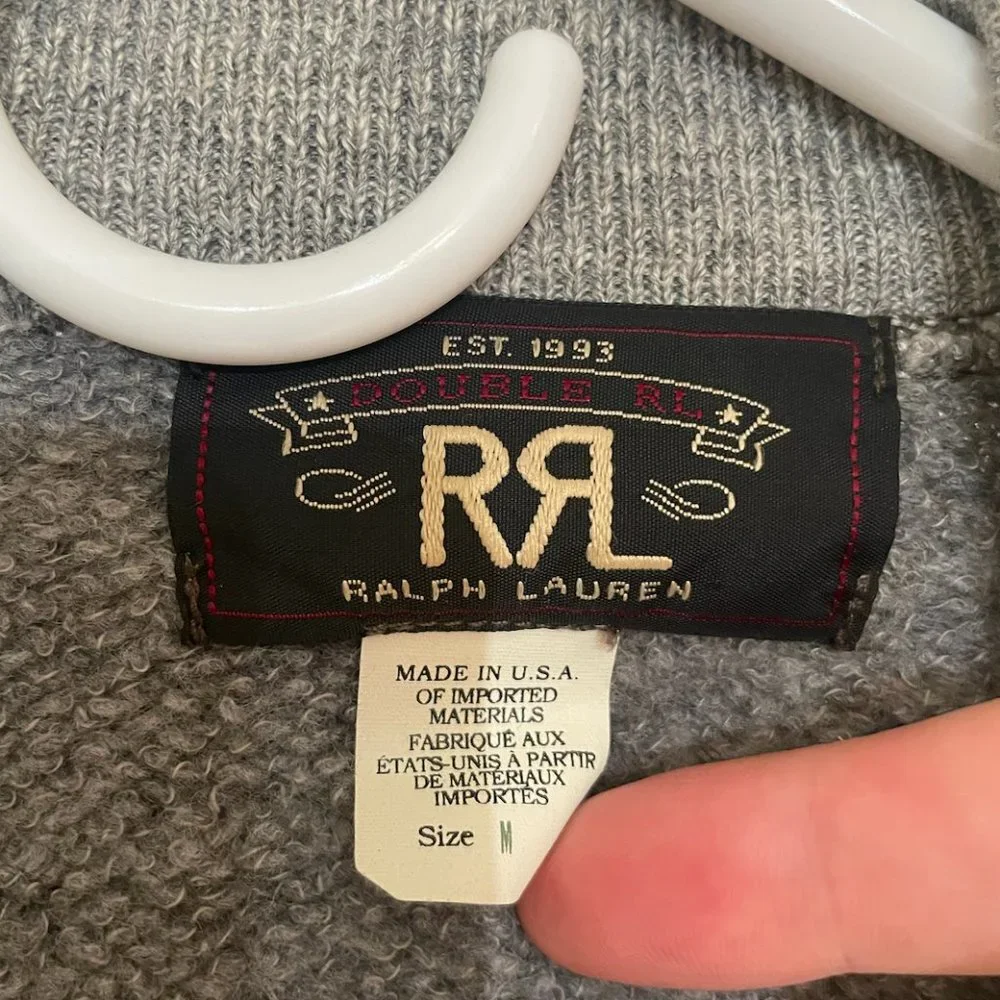 EST. 1993
DOUBLE RL
RRL
RALPH LAUREN
MADE IN U.S.A.
OF IMPORTED
MATERIALS
FABRIQUÉ AUX
ÉTATS-UNIS À PARTIR
DE MATÉRIAUX
IMPORTÉS
Size M